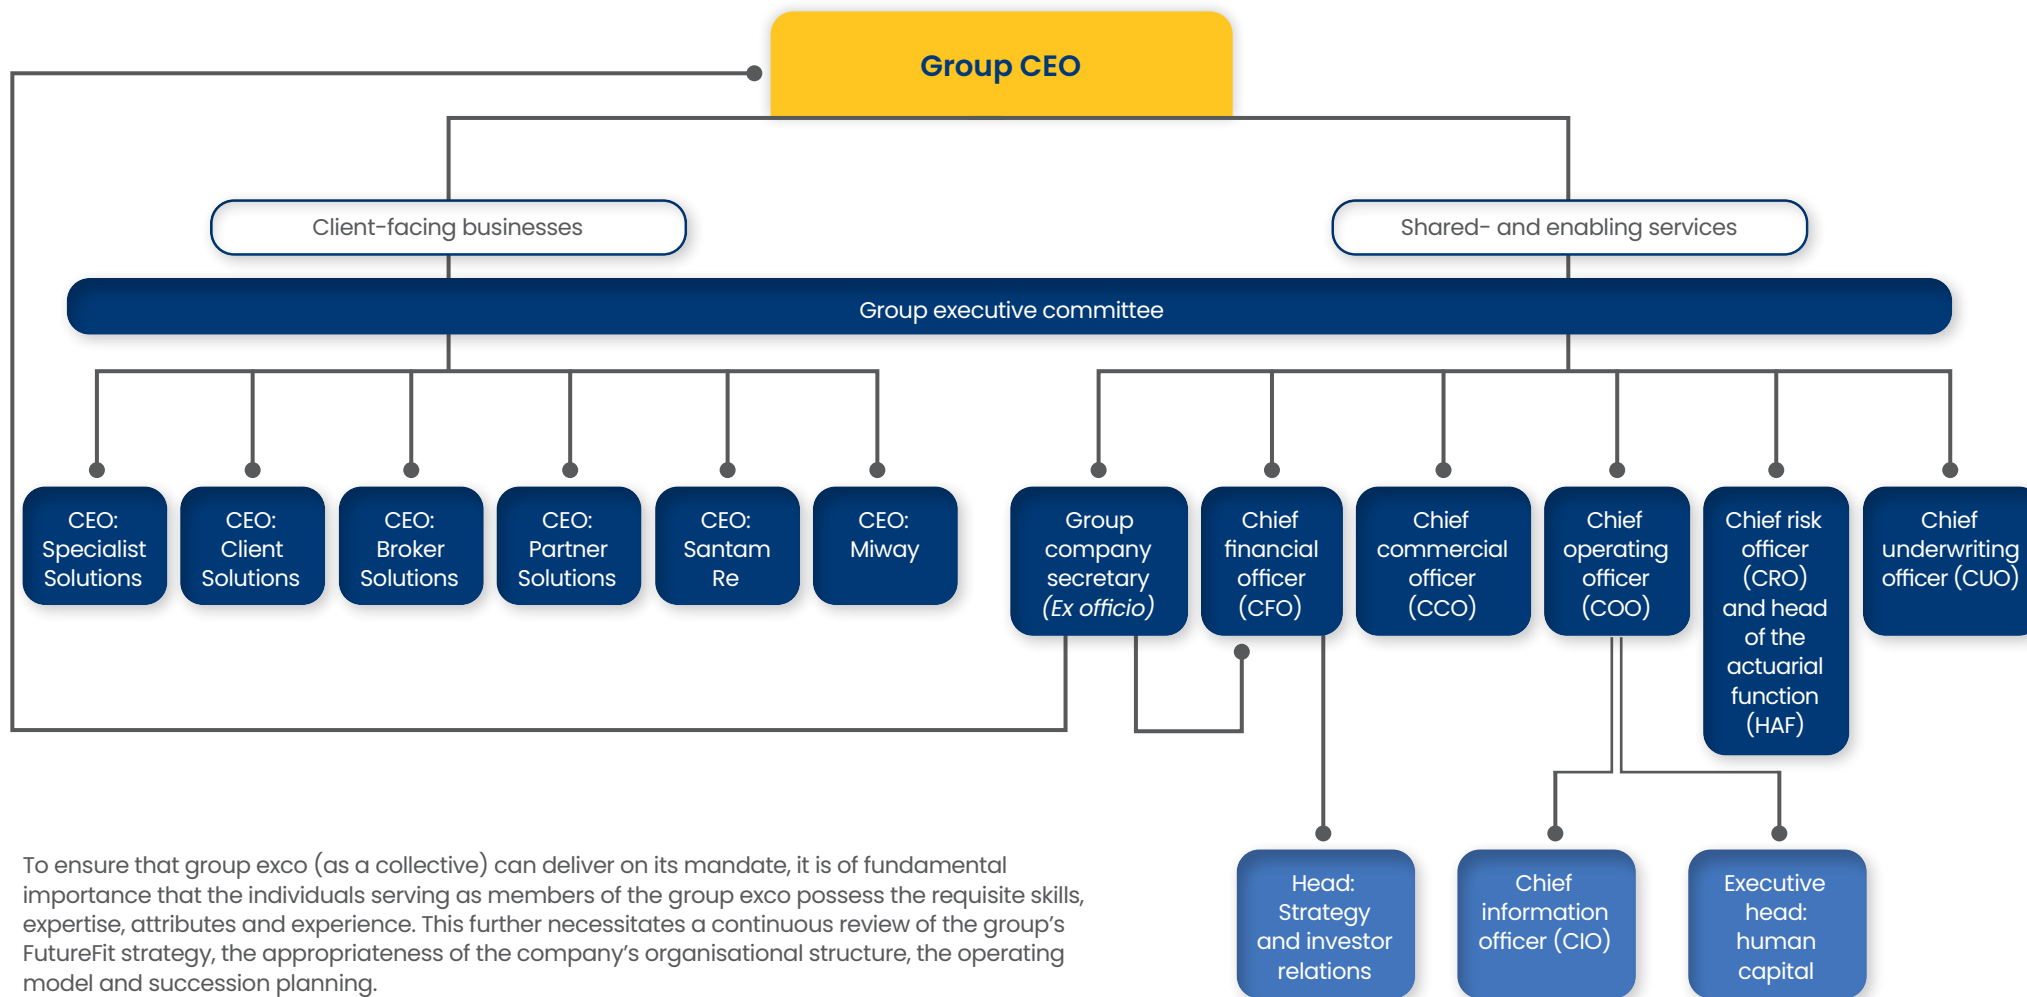 Group CEO
Client-facing businesses
Shared- and enabling services
Group executive committee
CEO:
Specialist
Solutions
CEO:
Client
Solutions
CEO:
Broker
Solutions
CEO:
Partner
Solutions
CEO:
Santam
Re
CEO:
Miway
Group
company
secretary
(Ex officio)
Chief
financial
officer
(CFO)
Chief
commercial
officer
(CCO)
Chief
operating
officer
(COO)
Chief risk
officer
(CRO)
and head
of the
actuarial
function
(HAF)
Chief
underwriting
officer (CUO)
Head:
Strategy
and investor
relations
Chief
information
officer (CIO)
Executive
head:
human
capital
To ensure that group exco (as a collective) can deliver on its mandate, it is of fundamental
importance that the individuals serving as members of the group exco possess the requisite skills,
expertise, attributes and experience. This further necessitates a continuous review of the group’s
FutureFit strategy, the appropriateness of the company’s organisational structure, the operating
model and succession planning.